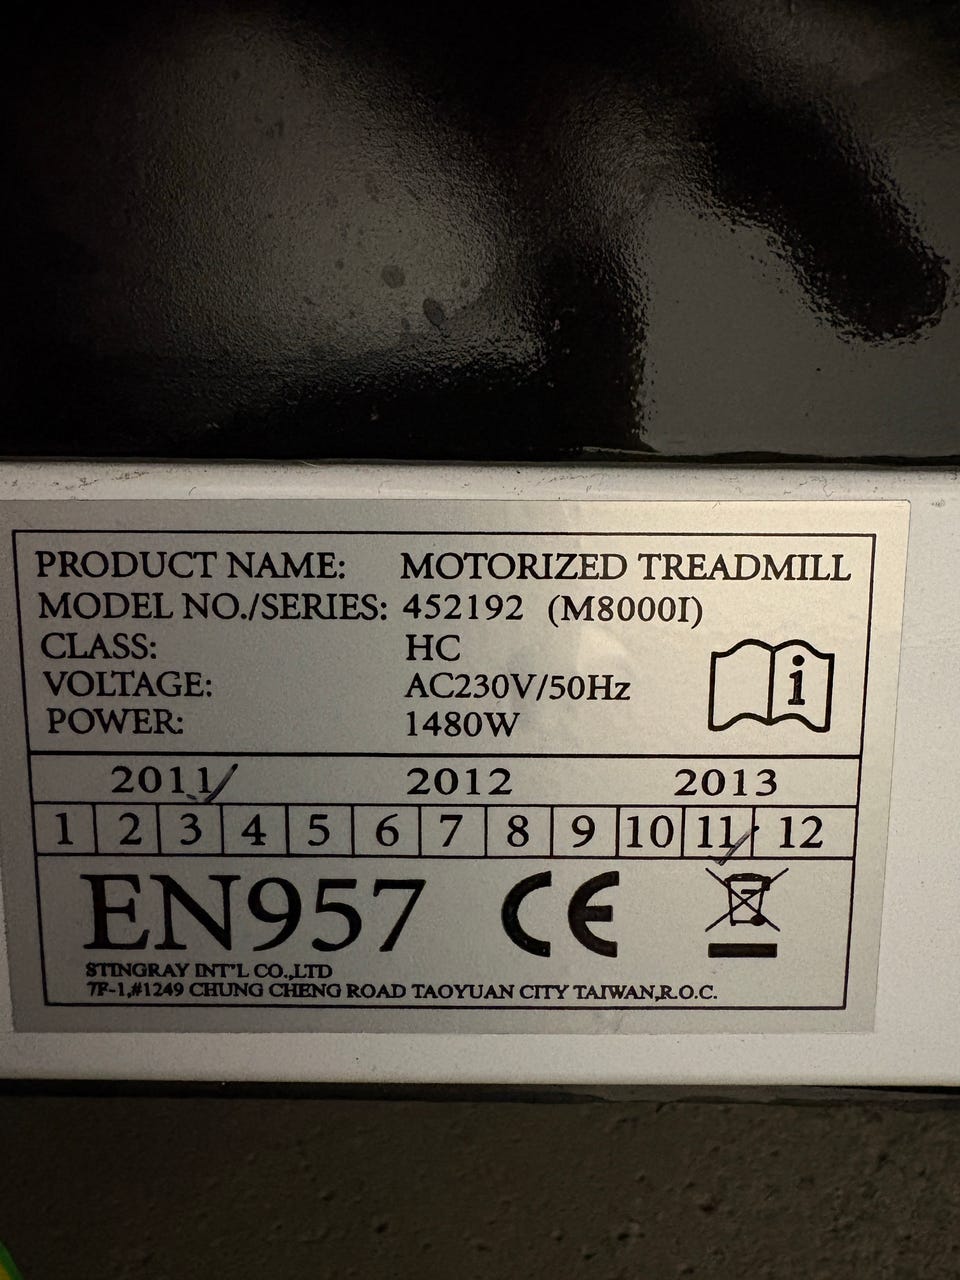 PRODUCT NAME: MOTORIZED TREADMILL
MODEL NO./SERIES: 452192 (M8000I)
CLASS: HC
VOLTAGE: AC230V/50Hz
POWER: 1480W
i
2011 2012 2013
1 2 3 4 5 6 7 8 9 10 11 12
EN957 CE
STINGRAY INT'L CO.,LTD
7F-1,#1249 CHUNG CHENG ROAD TAOYUAN CITY TAIWAN,R.O.C.